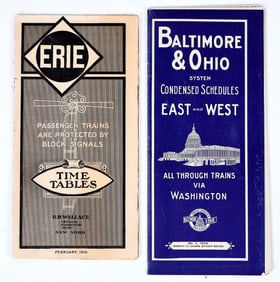 ERIE
PASSENGER TRAINS
ARE PROTECTED BY
BLOCK SIGNALS
TIME
TABLES
D.H. WALLACE
NEW YORK
FEBRUARY,
BALTIMORE
& OHIO
SYSTEM
CONDENSED SCHEDULES
EAST AND WEST
ALL THROUGH TRAINS
VIA
WASHINGTON